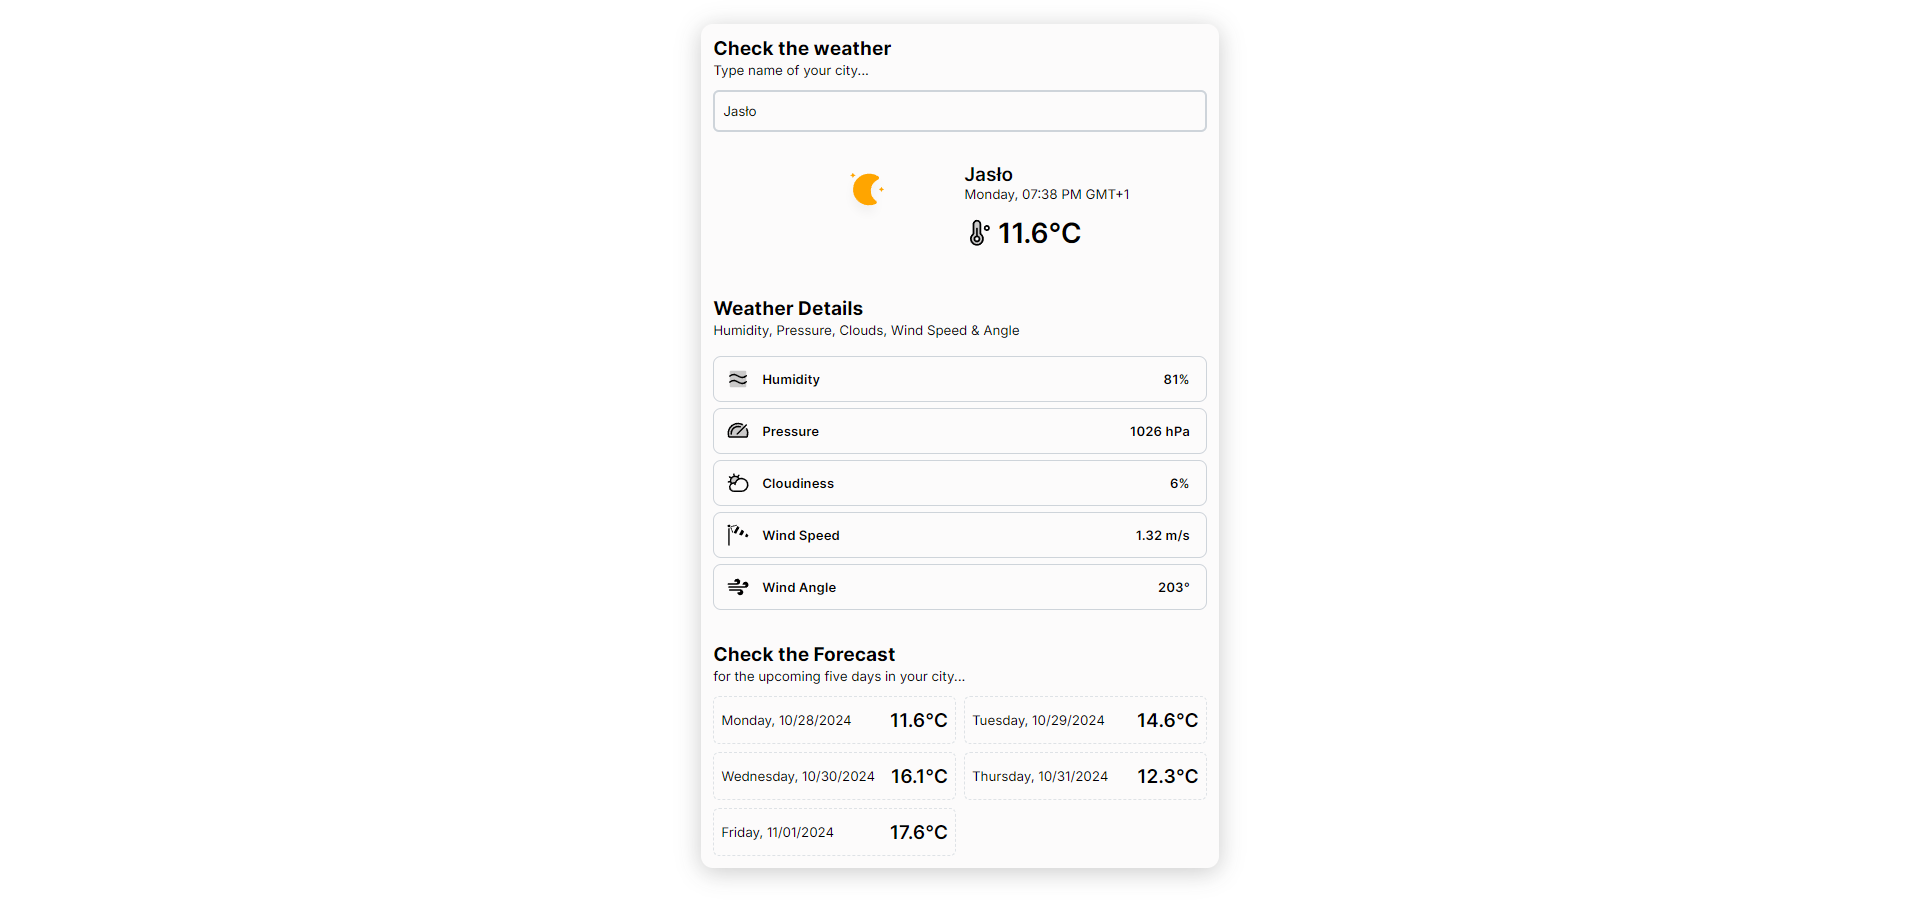 Check the weather
Type name of your city...
Jasło
Jasło
Monday, 07:38 PM GMT+1
11.6°C
Weather Details
Humidity, Pressure, Clouds, Wind Speed & Angle
Humidity 81%
Pressure 1026 hPa
Cloudiness 6%
Wind Speed 1.32 m/s
Wind Angle 203°
Check the Forecast
for the upcoming five days in your city...
Monday, 10/28/2024 11.6°C
Tuesday, 10/29/2024 14.6°C
Wednesday, 10/30/2024 16.1°C
Thursday, 10/31/2024 12.3°C
Friday, 11/01/2024 17.6°C